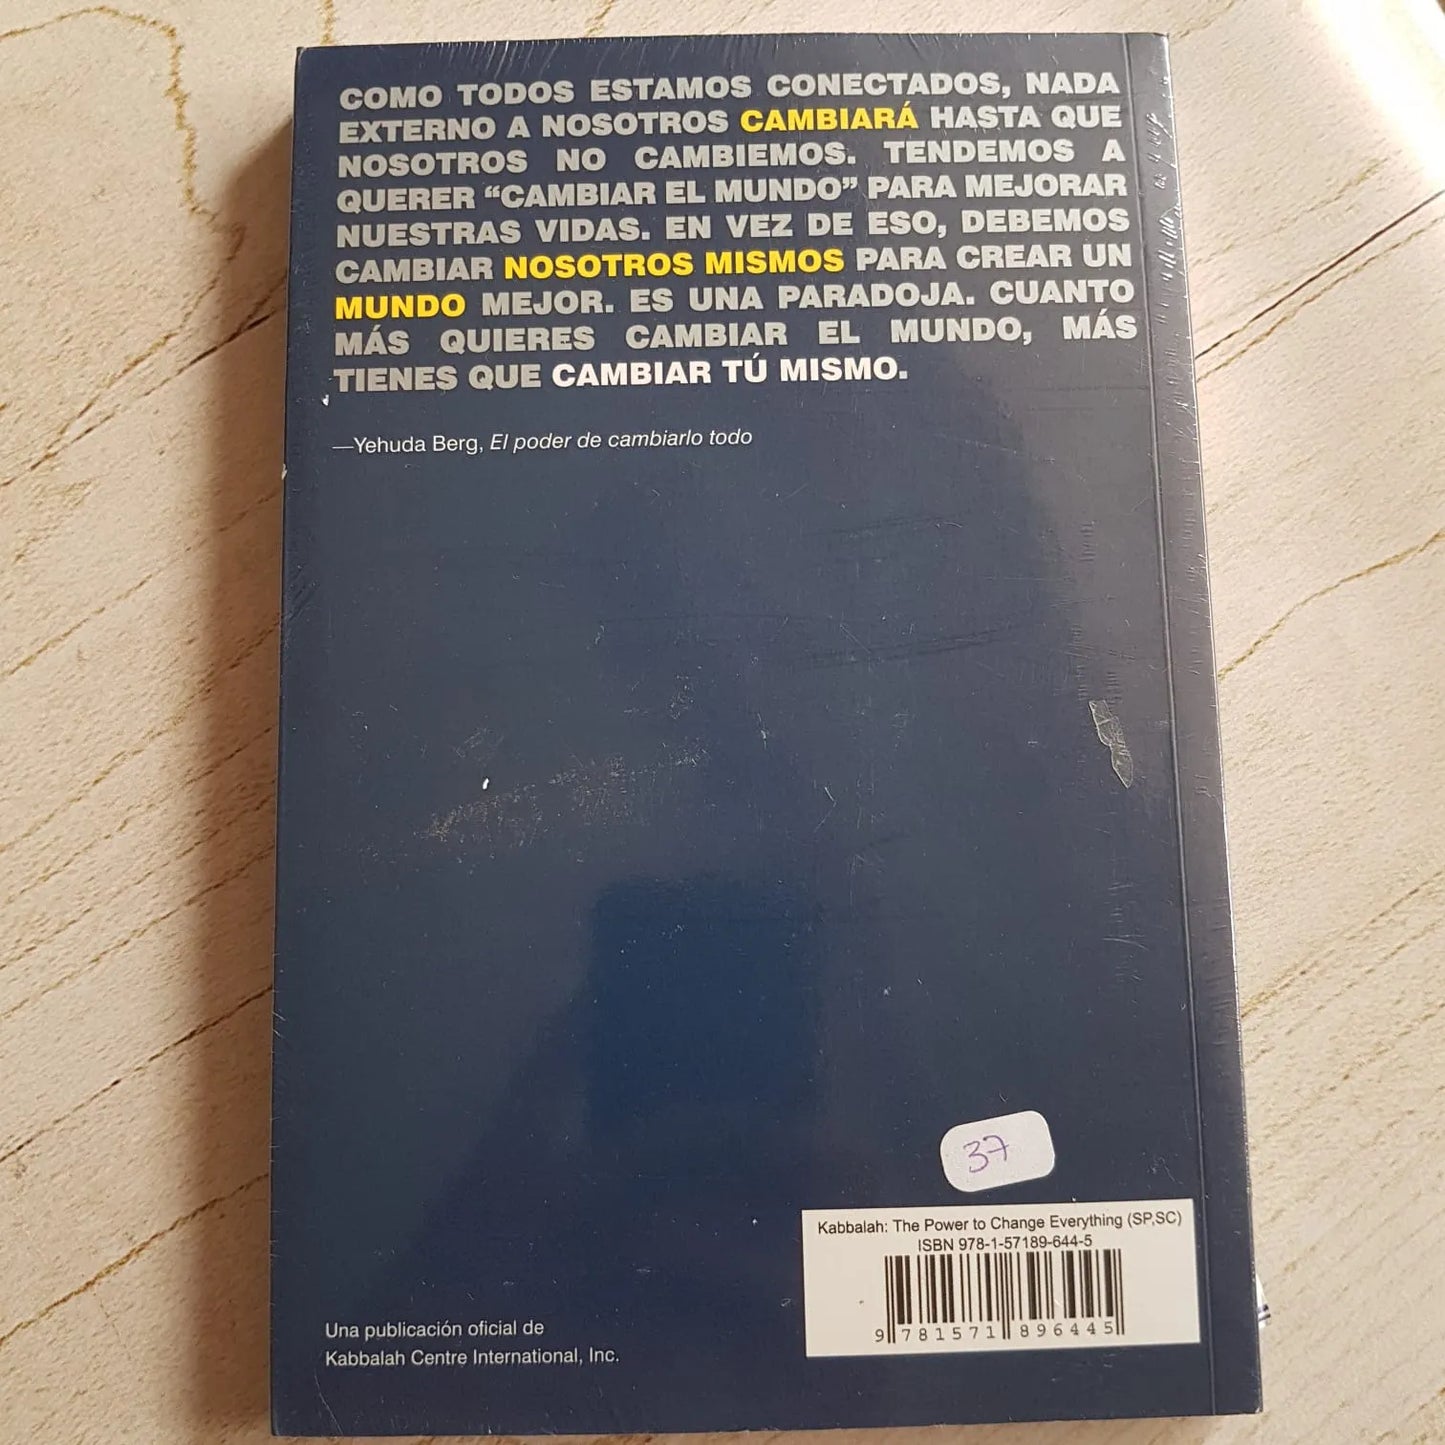 COMO TODOS ESTAMOS CONECTADOS, NADA
EXTERNO A NOSOTROS CAMBIARÁ HASTA QUE
NOSOTROS NO CAMBIEMOS. TENDEMOS A
QUERER “CAMBIAR EL MUNDO” PARA MEJORAR
NUESTRAS VIDAS. EN VEZ DE ESO, DEBEMOS
CAMBIAR NOSOTROS MISMOS PARA CREAR UN
MUNDO MEJOR. ES UNA PARADOJA. CUANTO
MÁS QUIERES CAMBIAR EL MUNDO, MÁS
TIENES QUE CAMBIAR TÚ MISMO.
—Yehuda Berg, El poder de cambiarlo todo
37
Kabbalah: The Power to Change Everything (SP,SC)
ISBN 978-1-57189-644-5
9 781571 896445
Una publicación oficial de
Kabbalah Centre International, Inc.